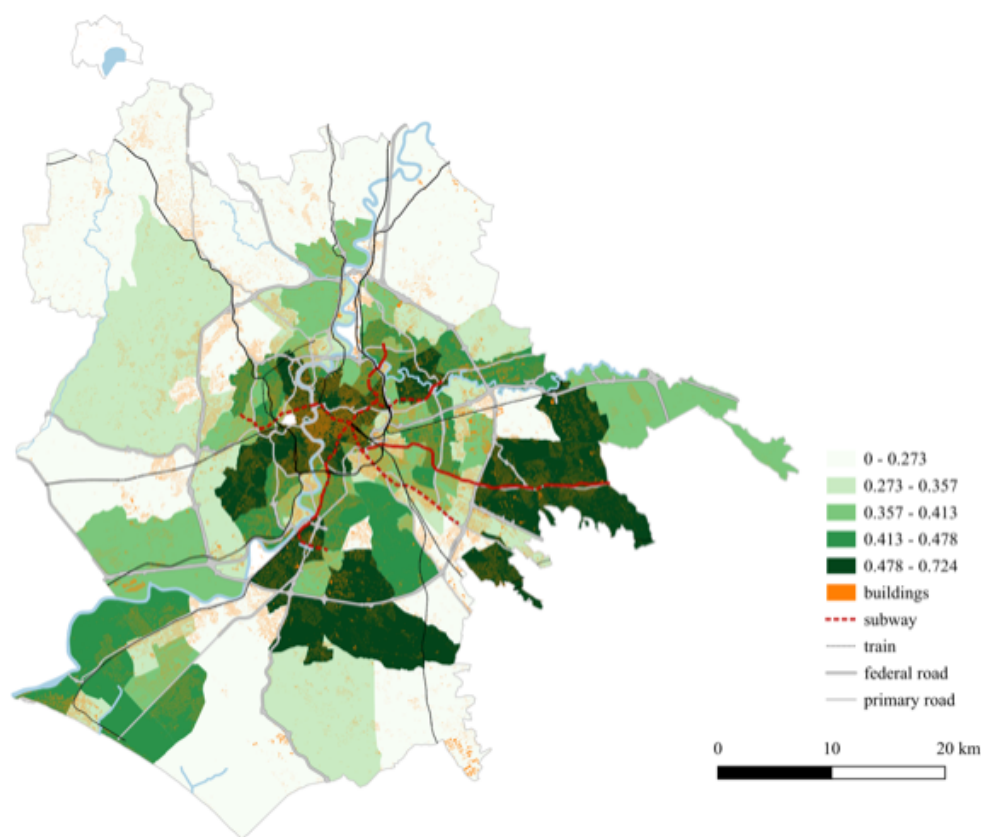 0 - 0.273
0.273 - 0.357
0.357 - 0.413
0.413 - 0.478
0.478 - 0.724
buildings
subway
train
federal road
primary road
0 10 20 km